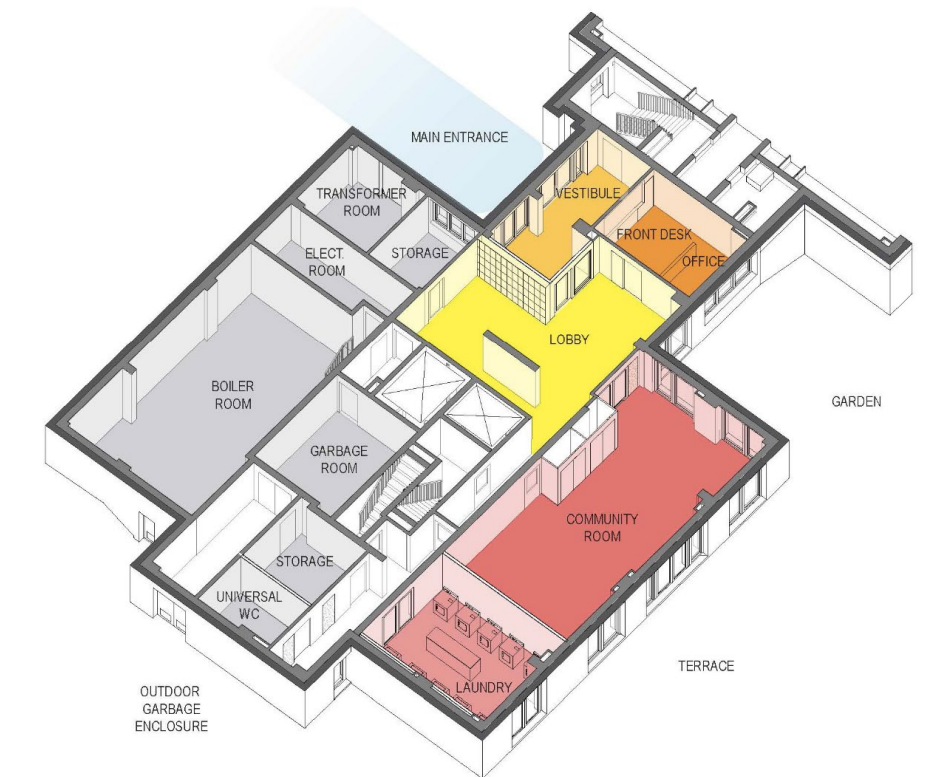 MAIN ENTRANCE
TRANSFORMER
ROOM
VESTIBULE
FRONT DESK
OFFICE
ELECT.
ROOM
STORAGE
LOBBY
BOILER
ROOM
GARDEN
GARBAGE
ROOM
COMMUNITY
ROOM
STORAGE
UNIVERSAL
WC
LAUNDRY
TERRACE
OUTDOOR
GARBAGE
ENCLOSURE